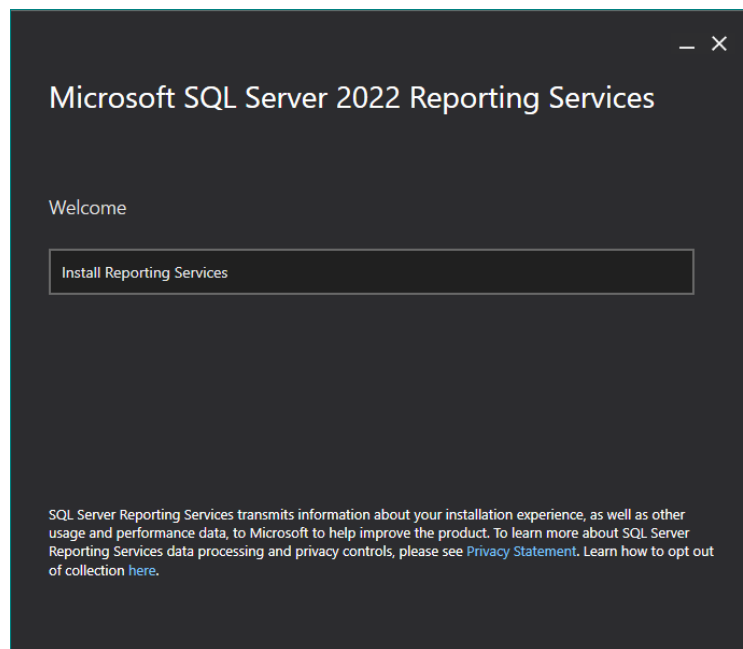 Microsoft SQL Server 2022 Reporting Services
Welcome
Install Reporting Services
SQL Server Reporting Services transmits information about your installation experience, as well as other
usage and performance data, to Microsoft to help improve the product. To learn more about SQL Server
Reporting Services data processing and privacy controls, please see Privacy Statement. Learn how to opt out
of collection here.